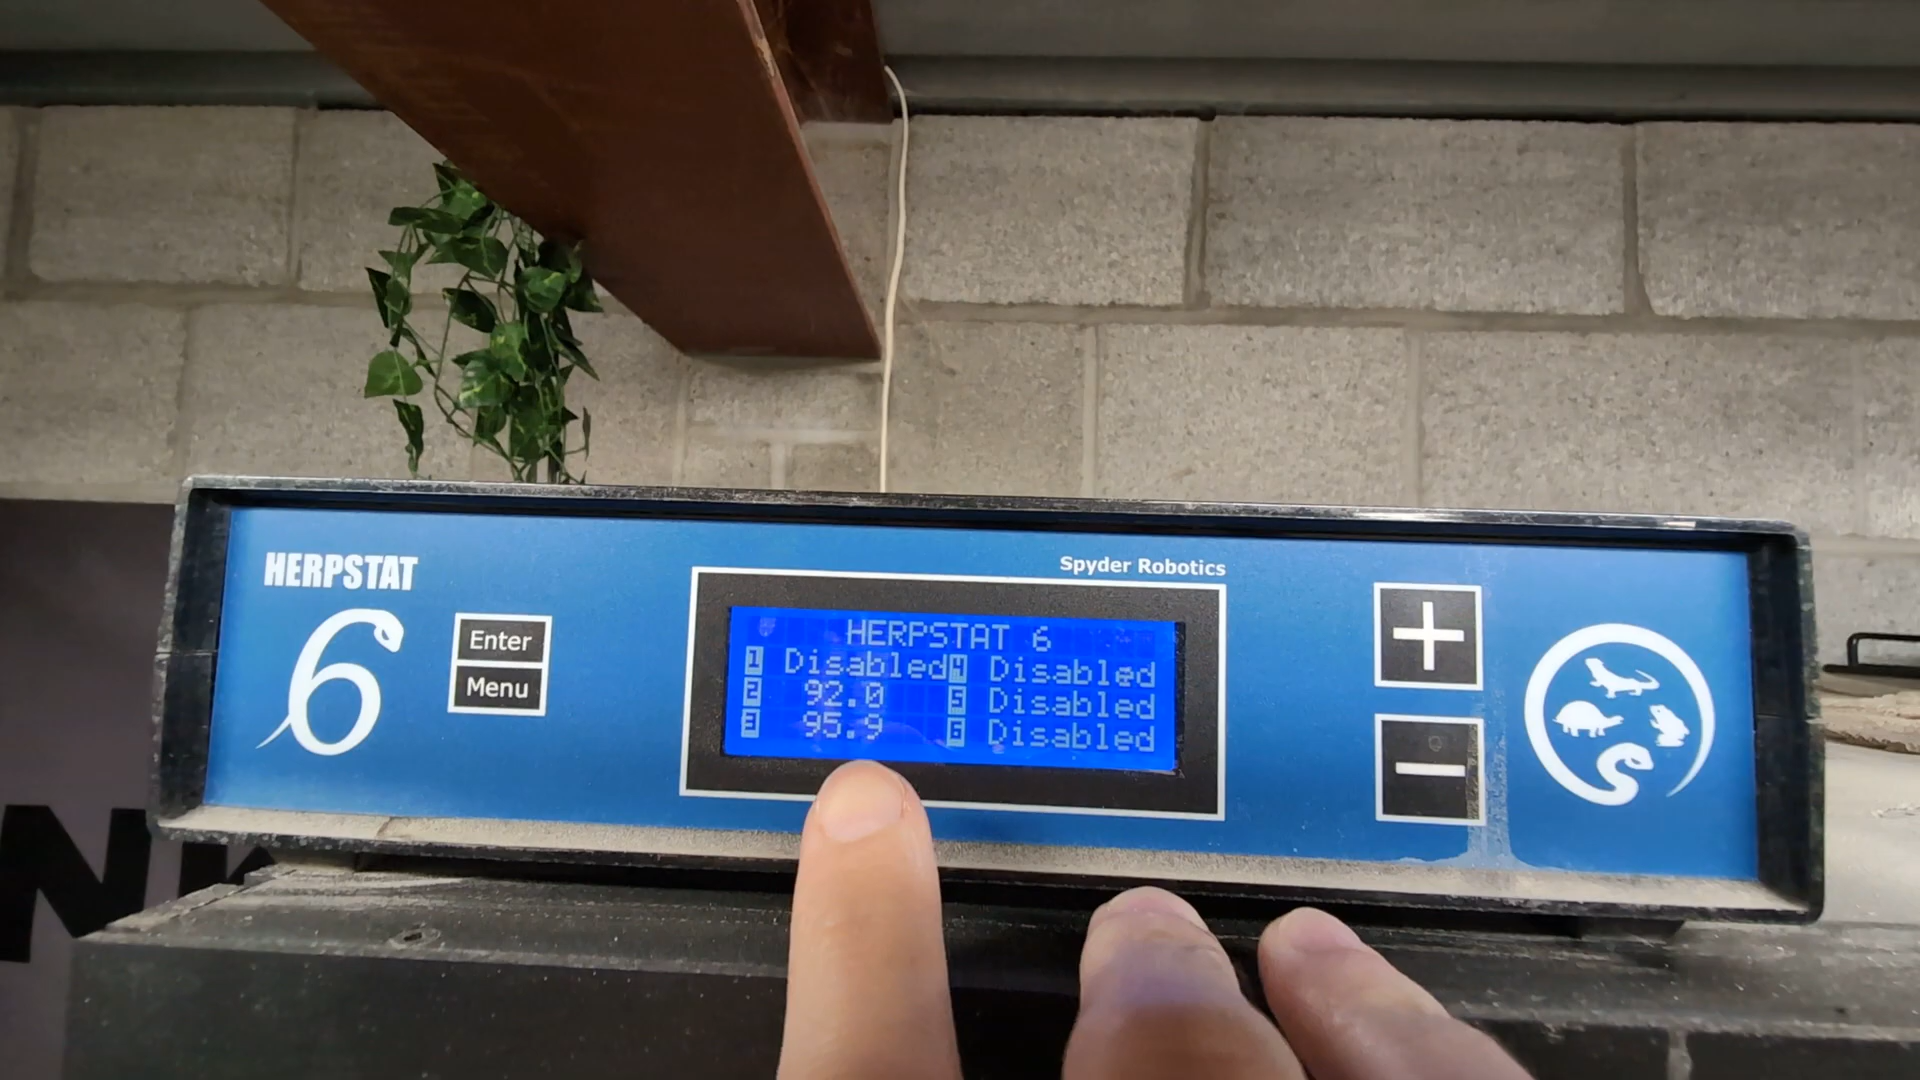 HERPSTAT
6
Enter
Menu
Spyder Robotics
HERPSTAT 6
1 Disabled 4 Disabled
2 92.0 5 Disabled
3 95.9 6 Disabled
+
−